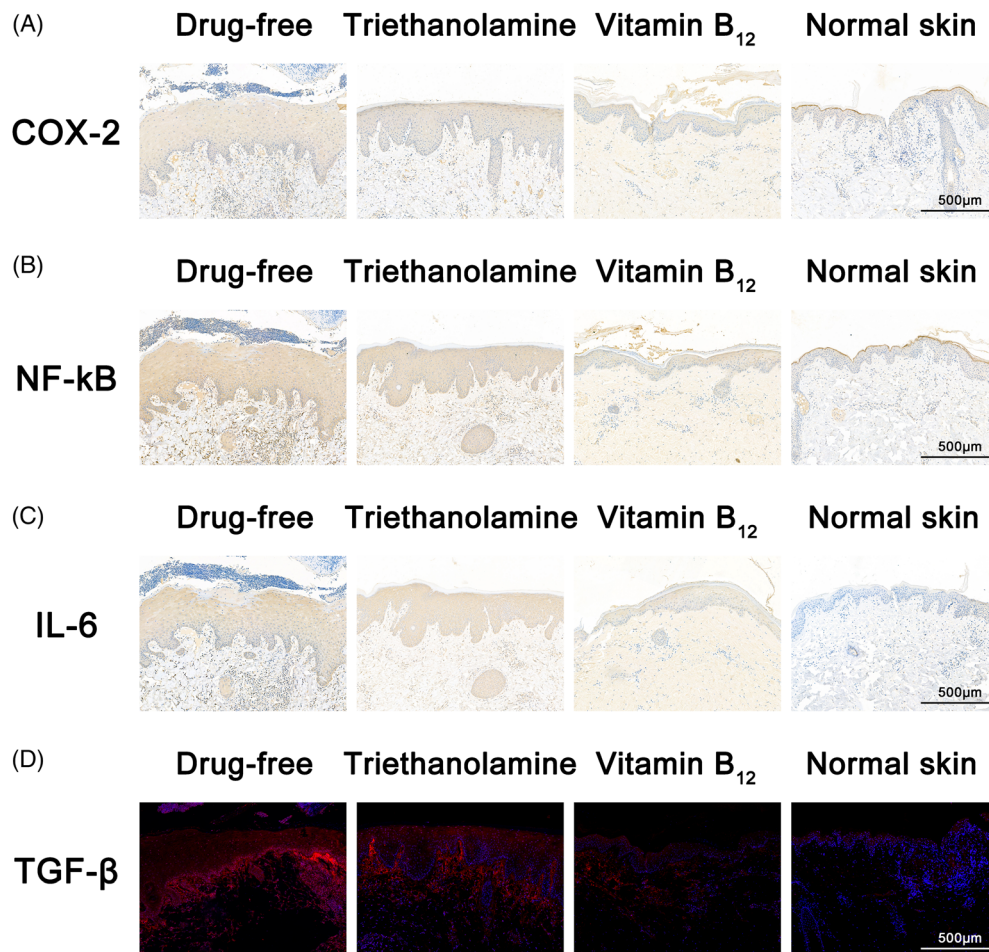 (A) Drug-free Triethanolamine Vitamin B₁₂ Normal skin
COX-2
500μm
(B) Drug-free Triethanolamine Vitamin B₁₂ Normal skin
NF-kB
500μm
(C) Drug-free Triethanolamine Vitamin B₁₂ Normal skin
IL-6
500μm
(D) Drug-free Triethanolamine Vitamin B₁₂ Normal skin
TGF-β
500μm